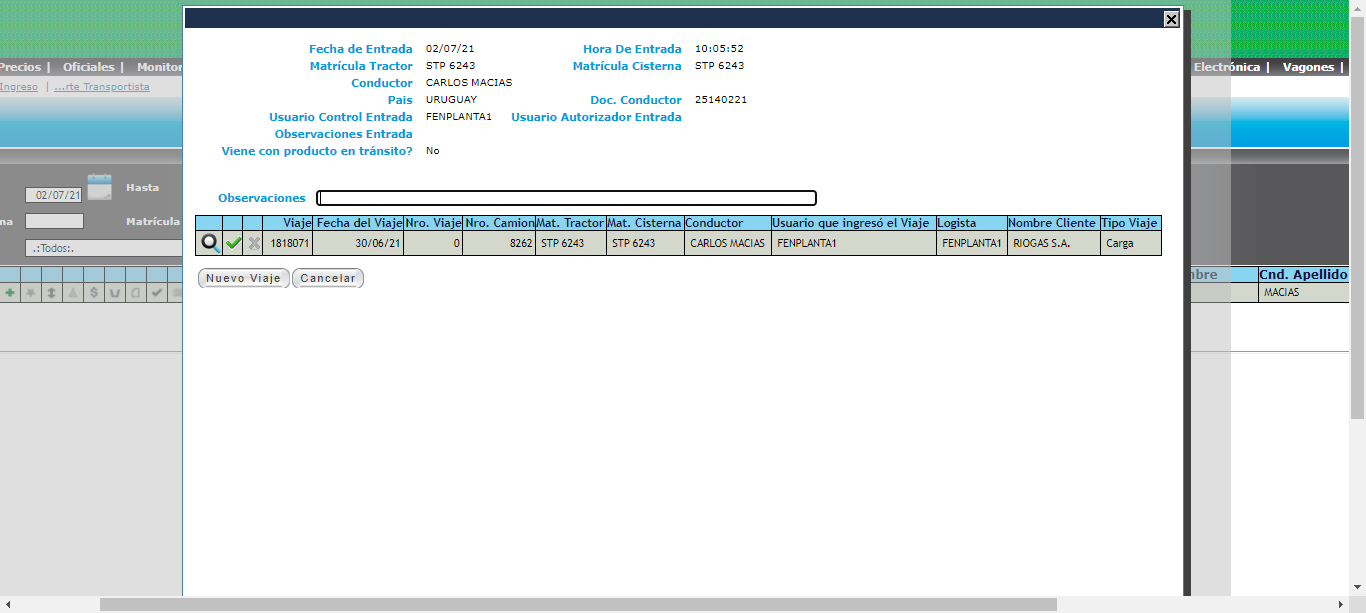 Fecha de Entrada 02/07/21 Hora De Entrada 10:05:52
Matrícula Tractor STP 6243 Matrícula Cisterna STP 6243
Precios | Oficiales | Monitor Electrónica | Vagones |
Conductor CARLOS MACIAS
Ingreso | ...rte Transportista
Pais URUGUAY Doc. Conductor 25140221
Usuario Control Entrada FENPLANTA1 Usuario Autorizador Entrada
Observaciones Entrada
Viene con producto en tránsito? No
02/07/21 Hasta
Observaciones
na Matrícula
Viaje Fecha del Viaje Nro. Viaje Nro. Camion Mat. Tractor Mat. Cisterna Conductor Usuario que ingresó el Viaje Logista Nombre Cliente Tipo Viaje
1818071 30/06/21 0 8262 STP 6243 STP 6243 CARLOS MACIAS FENPLANTA1 FENPLANTA1 RIOGAS S.A. Carga
.:Todos:.
Nuevo Viaje Cancelar
nbre Cnd. Apellido
MACIAS